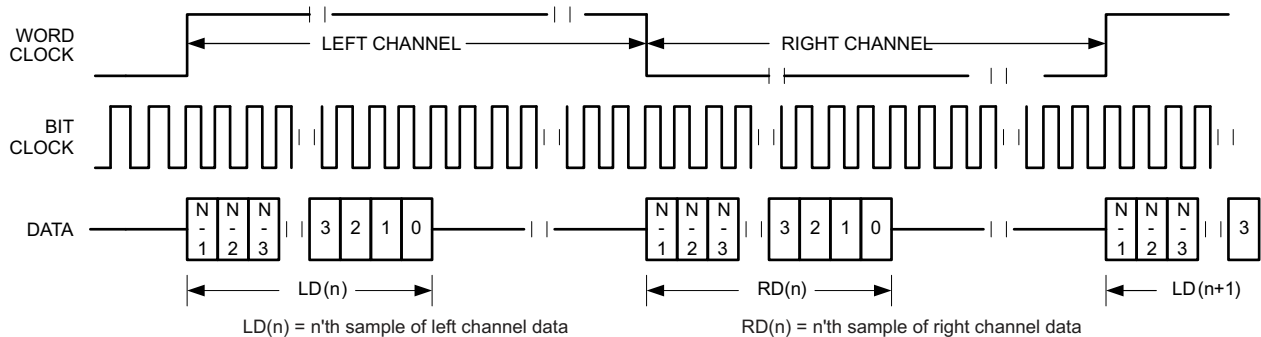 WORD
CLOCK
LEFT CHANNEL
RIGHT CHANNEL
BIT
CLOCK
DATA
N-1 N-2 N-3 3 2 1 0 N-1 N-2 N-3 3 2 1 0 N-1 N-2 N-3 3
LD(n) RD(n) LD(n+1)
LD(n) = n'th sample of left channel data
RD(n) = n'th sample of right channel data